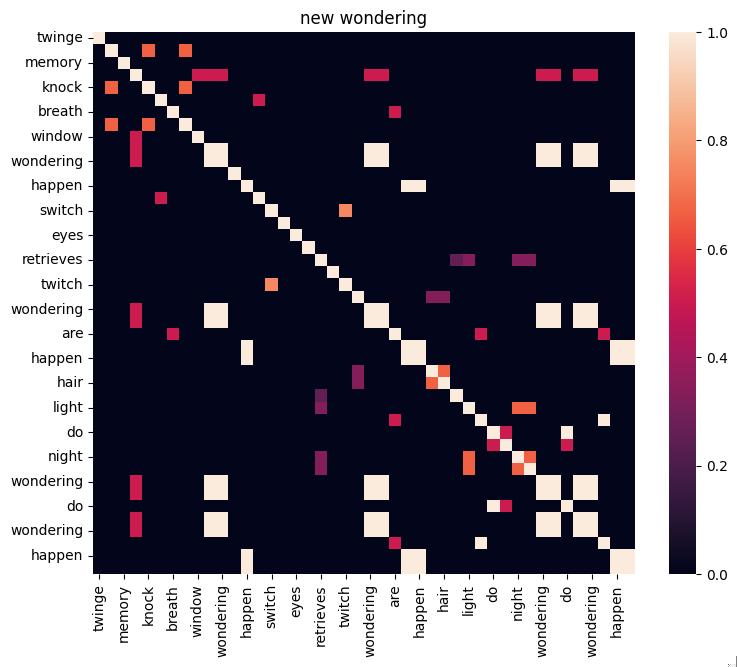 new wondering
twinge
memory
knock
breath
window
wondering
happen
switch
eyes
retrieves
twitch
wondering
are
happen
hair
light
do
night
wondering
do
wondering
happen
1.0
0.8
0.6
0.4
0.2
0.0
twinge
memory
knock
breath
window
wondering
happen
switch
eyes
retrieves
twitch
wondering
are
happen
hair
light
do
night
wondering
do
wondering
happen